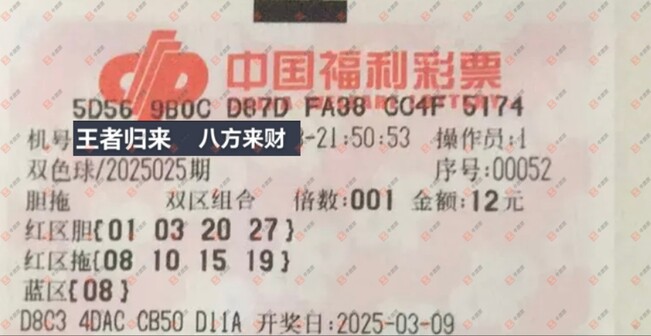 中国福利彩票
5D56 9B0C D87D FA38 CC4F 5174
机号 王者归来 八方来财 -21:50:53 操作员:1
双色球/2025025期 序号:00052
胆拖 双区组合 倍数:001 金额:12元
红区胆{01 03 20 27}
红区拖{08 10 15 19}
蓝区{08}
D8C3 4DAC CB50 D11A 开奖日:2025-03-09